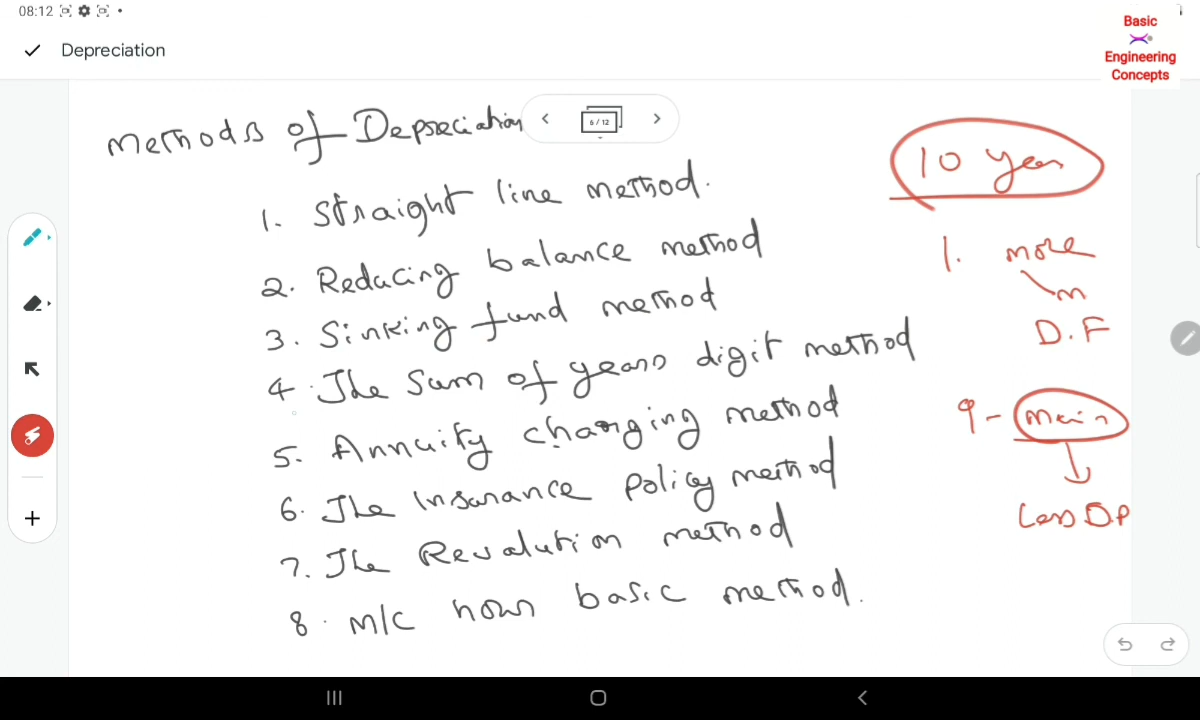 08:12
Basic
Engineering
Concepts
Depreciation
Methods of Depreciation
6 / 12
1. Straight line method.
2. Reducing balance method
3. Sinking fund method
4. The Sum of years digit method
5. Annuity charging method
6. The Insurance Policy method
7. The Revalution method
8. M/C hours basic method.
10 year
1. more
D.F
9 - Main
Less D.P